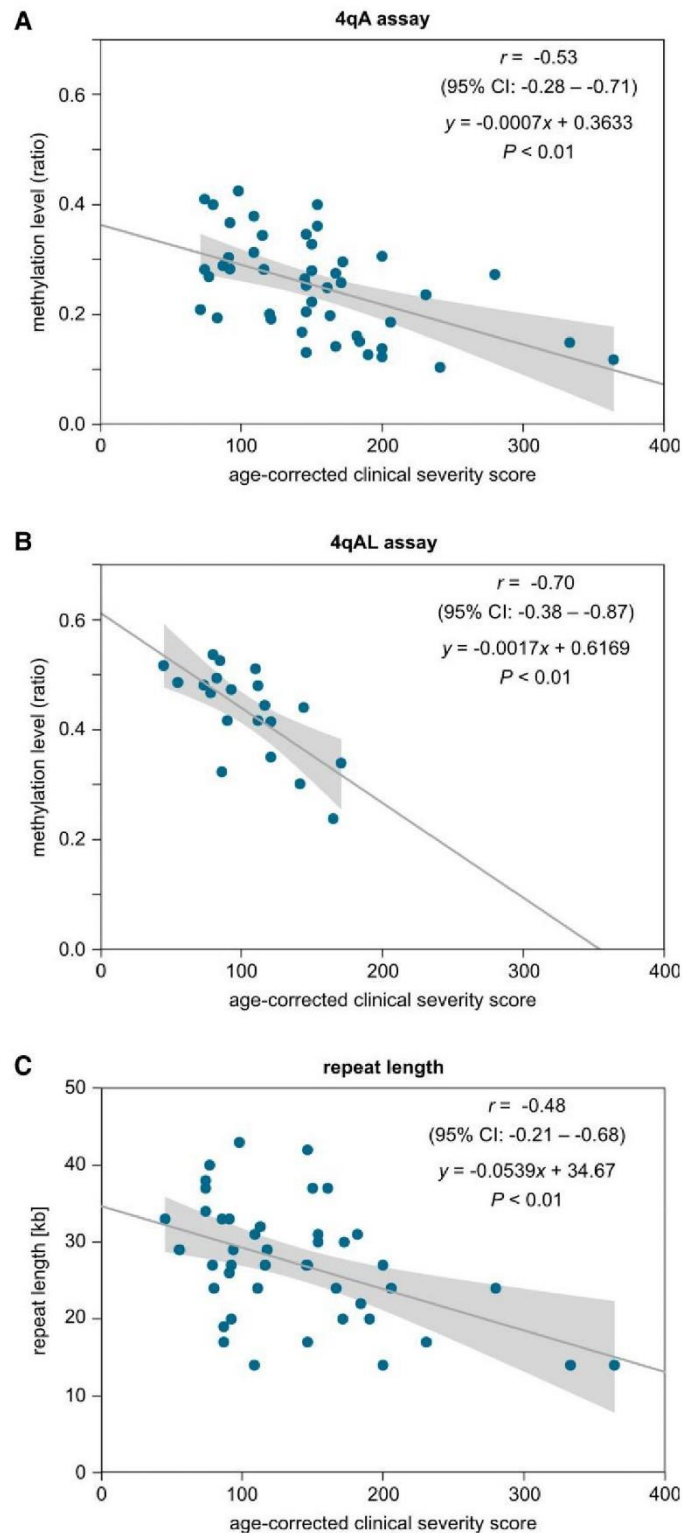 A
4qA assay
r = -0.53
(95% CI: -0.28 – -0.71)
y = -0.0007x + 0.3633
P < 0.01
methylation level (ratio)
0.6
0.4
0.2
0.0
0 100 200 300 400
age-corrected clinical severity score
B
4qAL assay
r = -0.70
(95% CI: -0.38 – -0.87)
y = -0.0017x + 0.6169
P < 0.01
methylation level (ratio)
0.6
0.4
0.2
0.0
0 100 200 300 400
age-corrected clinical severity score
C
repeat length
r = -0.48
(95% CI: -0.21 – -0.68)
y = -0.0539x + 34.67
P < 0.01
repeat length [kb]
50
40
30
20
10
0
0 100 200 300 400
age-corrected clinical severity score